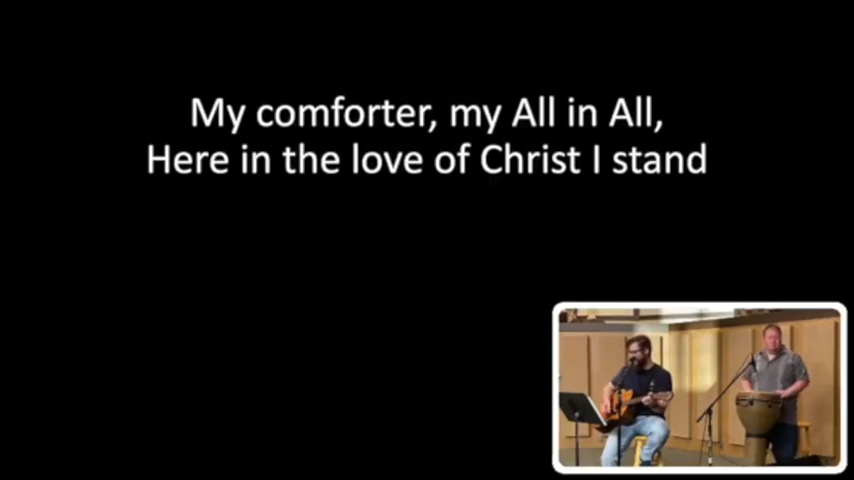 My comforter, my All in All,
Here in the love of Christ I stand